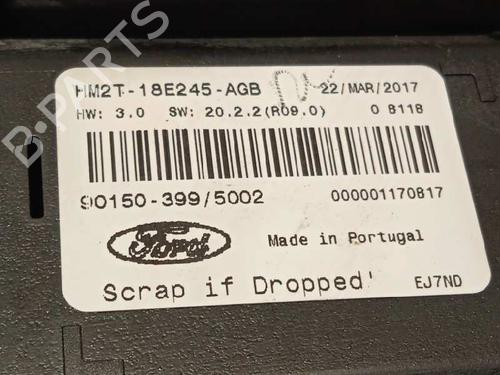 HM2T-18E245-AGB 22/MAR/2017
HW: 3.0 SW: 20.2.2(R09.0) 0 8118
90150-399/5002 000001170817
Ford Made in Portugal
Scrap if Dropped! EJ7ND
B-Parts